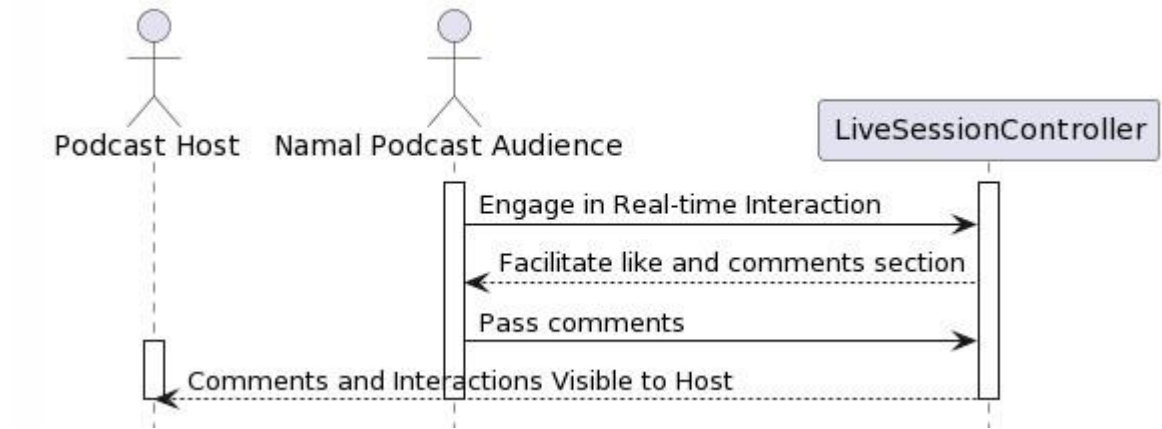 Podcast Host
Namal Podcast Audience
LiveSessionController
Engage in Real-time Interaction
Facilitate like and comments section
Pass comments
Comments and Interactions Visible to Host